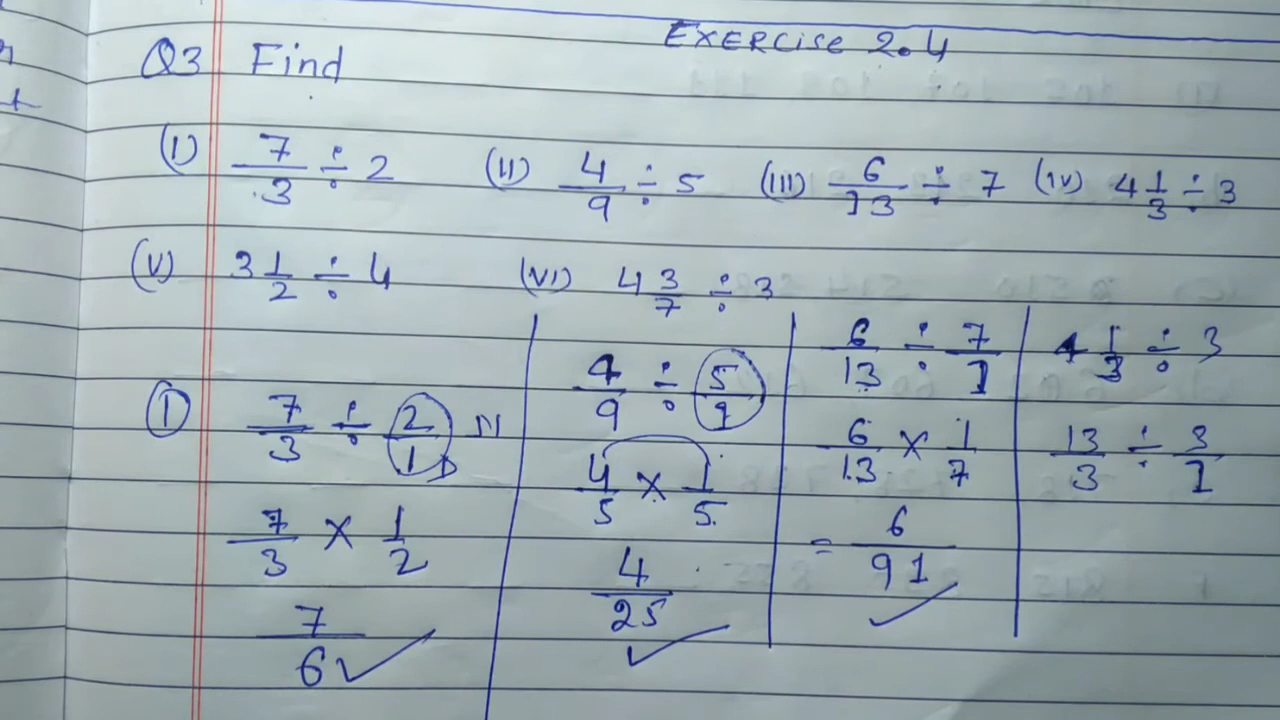 EXERCISE 2.4
Q3 Find
(I) 7/3 ÷ 2 (II) 4/9 ÷ 5 (III) 6/13 ÷ 7 (IV) 4 1/3 ÷ 3
(V) 3 1/2 ÷ 4 (VI) 4 3/7 ÷ 3
(I) 7/3 ÷ 2/1
7/3 × 1/2
7/6 ✓
4/9 ÷ 5/9
4/5 × 1/5
4/25 ✓
6/13 ÷ 7/1
6/13 × 1/7
= 6/91 ✓
4 1/3 ÷ 3
13/3 ÷ 3/1